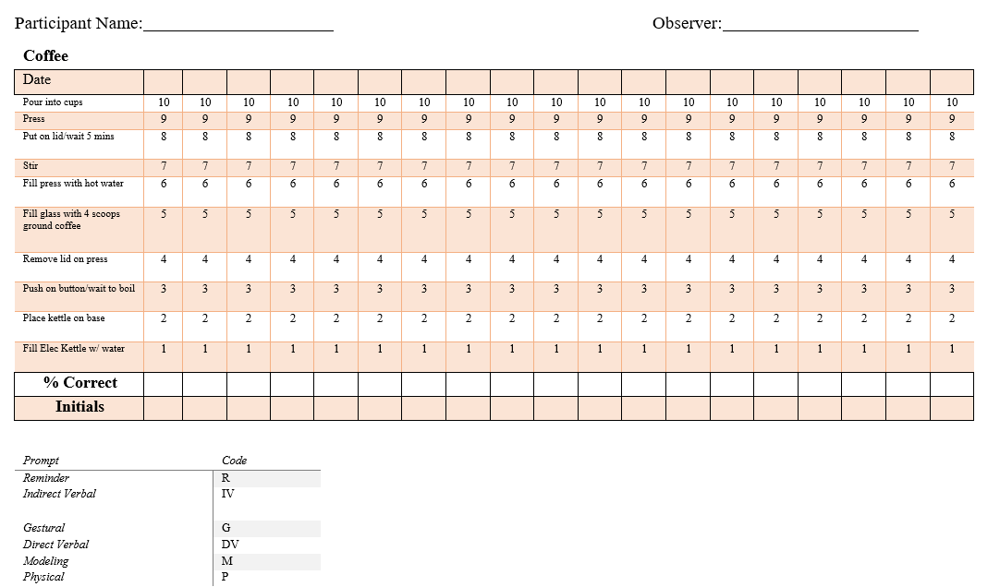 Participant Name:______________________ Observer:_______________________
Coffee
Date
Pour into cups 10 10 10 10 10 10 10 10 10 10 10 10 10 10 10 10 10 10 10
Press 9 9 9 9 9 9 9 9 9 9 9 9 9 9 9 9 9 9 9
Put on lid/wait 5 mins 8 8 8 8 8 8 8 8 8 8 8 8 8 8 8 8 8 8 8
Stir 7 7 7 7 7 7 7 7 7 7 7 7 7 7 7 7 7 7 7
Fill press with hot water 6 6 6 6 6 6 6 6 6 6 6 6 6 6 6 6 6 6 6
Fill glass with 4 scoops 5 5 5 5 5 5 5 5 5 5 5 5 5 5 5 5 5 5 5
ground coffee
Remove lid on press 4 4 4 4 4 4 4 4 4 4 4 4 4 4 4 4 4 4 4
Push on button/wait to boil 3 3 3 3 3 3 3 3 3 3 3 3 3 3 3 3 3 3 3
Place kettle on base 2 2 2 2 2 2 2 2 2 2 2 2 2 2 2 2 2 2 2
Fill Elec Kettle w/ water 1 1 1 1 1 1 1 1 1 1 1 1 1 1 1 1 1 1 1
% Correct
Initials
Prompt Code
Reminder R
Indirect Verbal IV
Gestural G
Direct Verbal DV
Modeling M
Physical P